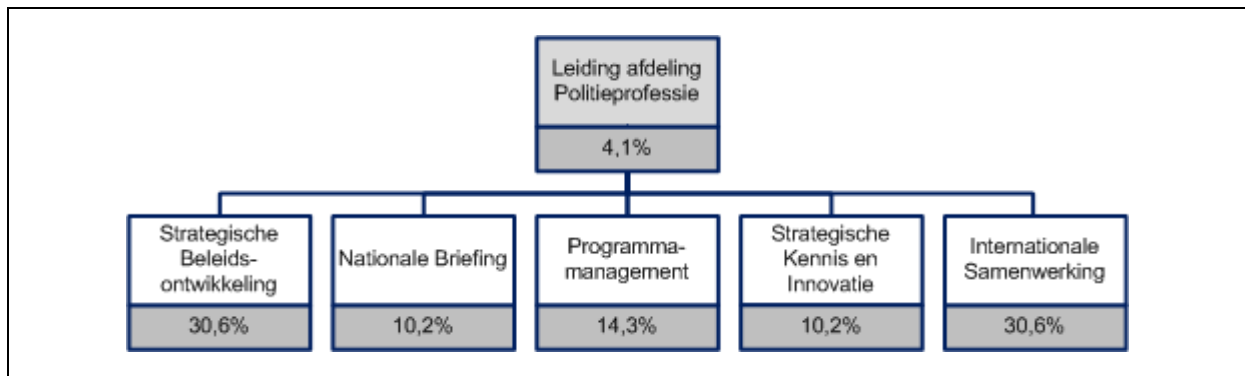 Leiding afdeling
Politieprofessie
4,1%
Strategische
Beleids-
ontwikkeling
30,6%
Nationale Briefing
10,2%
Programma-
management
14,3%
Strategische
Kennis en
Innovatie
10,2%
Internationale
Samenwerking
30,6%